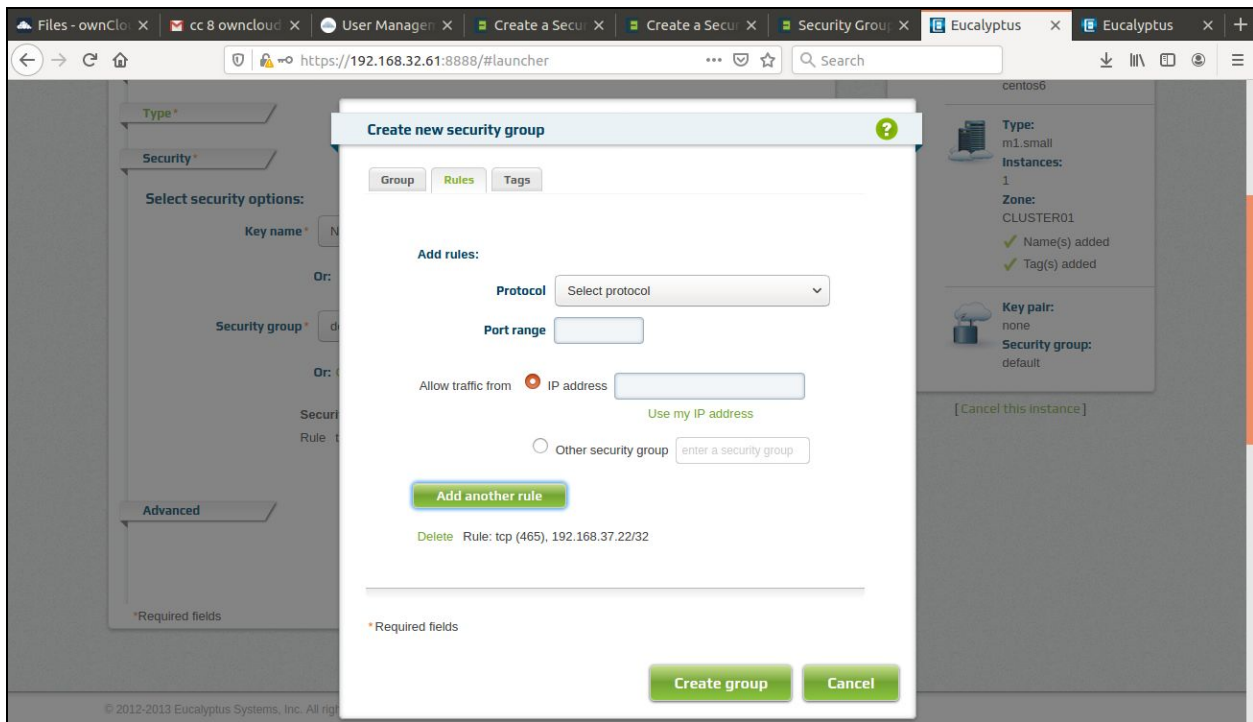 Files - ownClo
cc 8 owncloud
User Managen
Create a Secur
Create a Secur
Security Group
Eucalyptus
Eucalyptus
https://192.168.32.61:8888/#launcher
Search
Type*
Security*
Select security options:
Key name*
N
Or:
Security group*
Or:
Securi
Rule
Advanced
*Required fields
Create new security group
?
Group
Rules
Tags
Add rules:
Protocol
Select protocol
Port range
Allow traffic from
IP address
Use my IP address
Other security group
enter a security group
Add another rule
Delete Rule: tcp (465), 192.168.37.22/32
*Required fields
Create group
Cancel
centos6
Type:
m1.small
Instances:
1
Zone:
CLUSTER01
Name(s) added
Tag(s) added
Key pair:
none
Security group:
default
[Cancel this instance]
© 2012-2013 Eucalyptus Systems, Inc. All righ